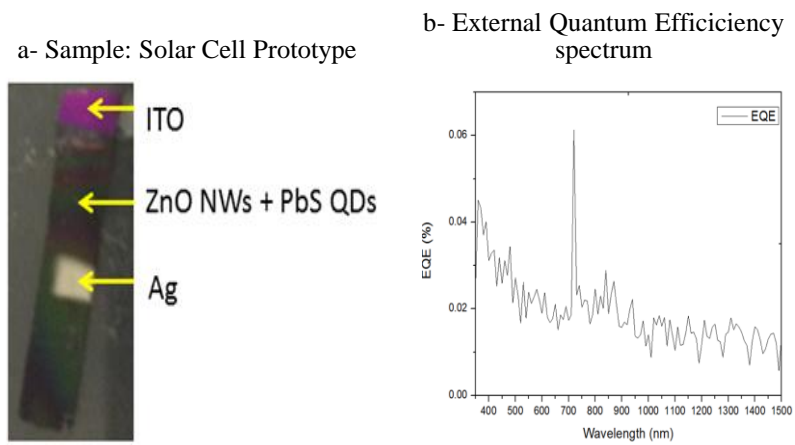 a- Sample: Solar Cell Prototype
ITO
ZnO NWs + PbS QDs
Ag
b- External Quantum Efificiency
spectrum
EQE
0.06
0.04
0.02
0.00
EQE (%)
400 500 600 700 800 900 1000 1100 1200 1300 1400 1500
Wavelength (nm)